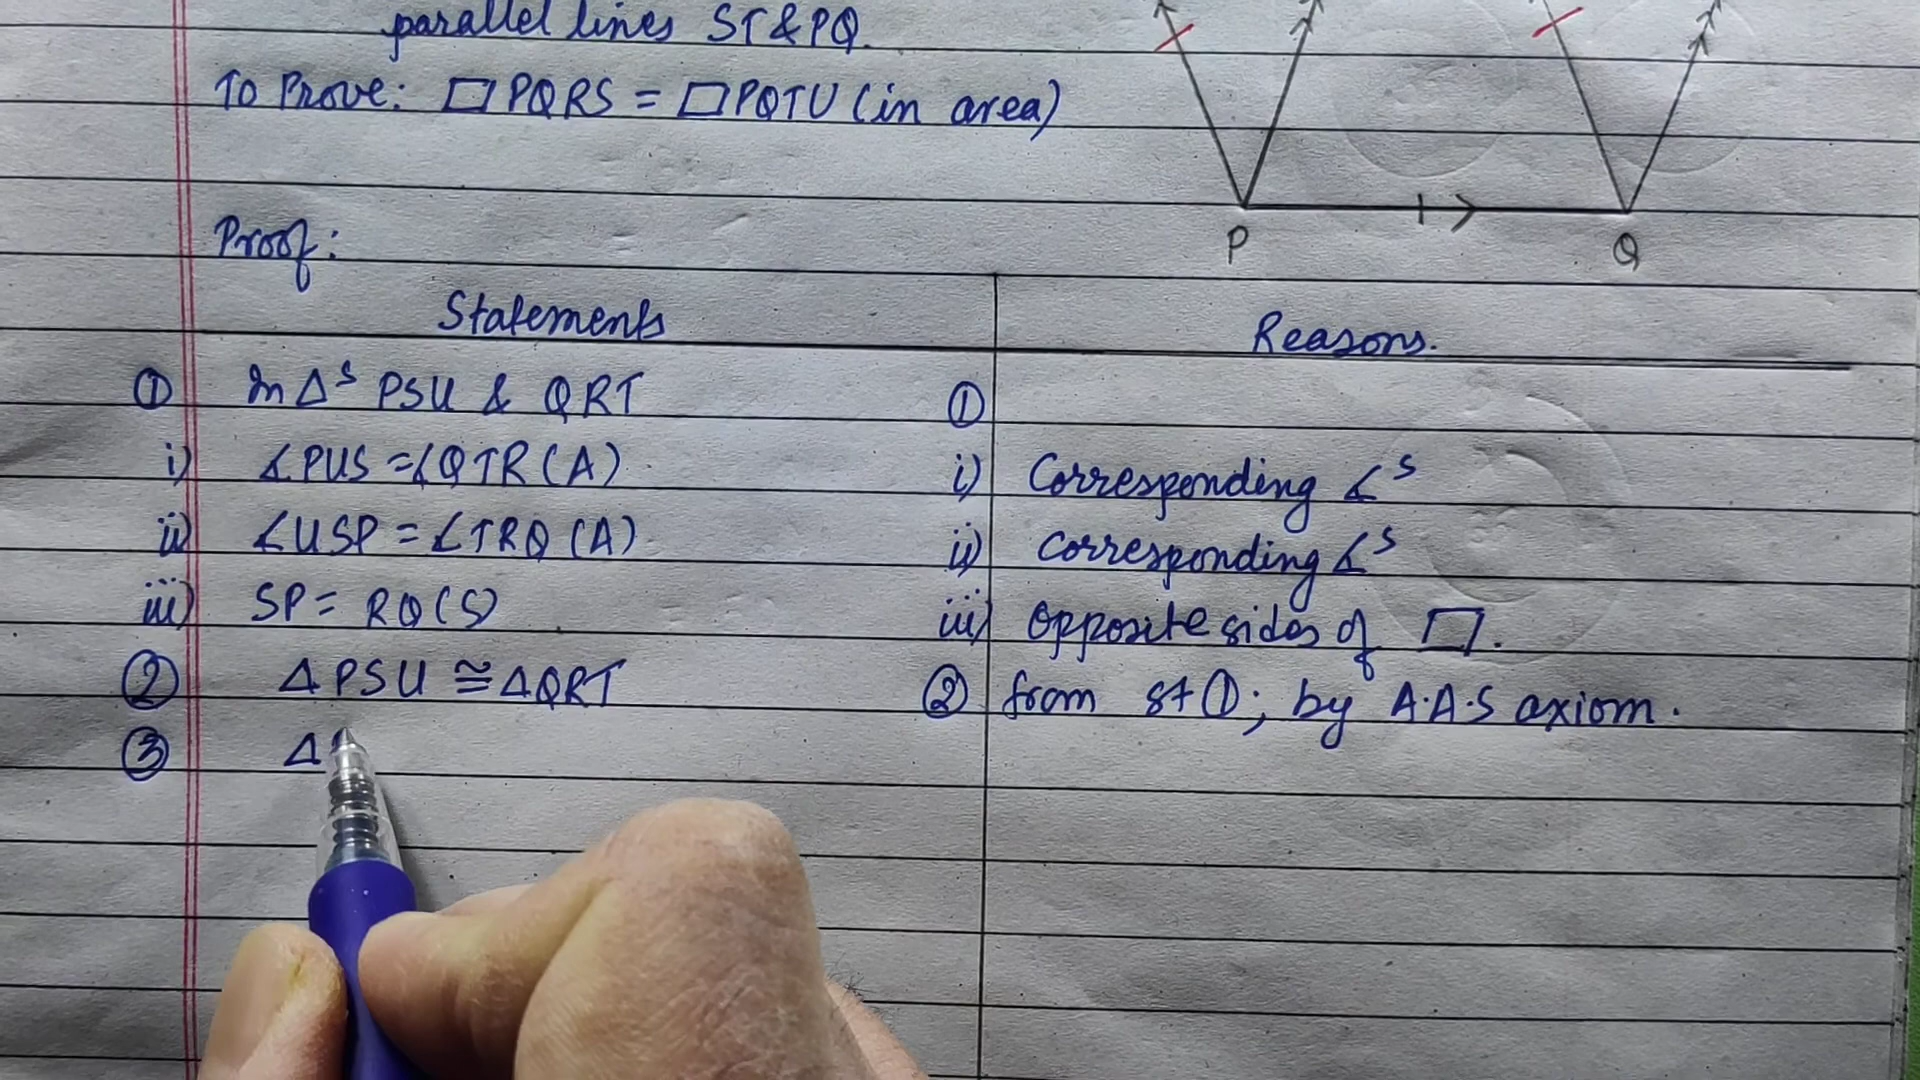 parallel lines ST & PQ.
To Prove: ▱PQRS = ▱PQTU (in area)
P Q
Proof:
Statements Reasons.
① In Δˢ PSU & QRT ①
i) ∡PUS = ∡QTR (A) i) Corresponding ∡ˢ
ii) ∡USP = ∡TRQ (A) ii) Corresponding ∡ˢ
iii) SP = RQ (S) iii) Opposite sides of ▱.
② ΔPSU ≅ ΔQRT ② from st ①; by A.A.S axiom.
③ Δ